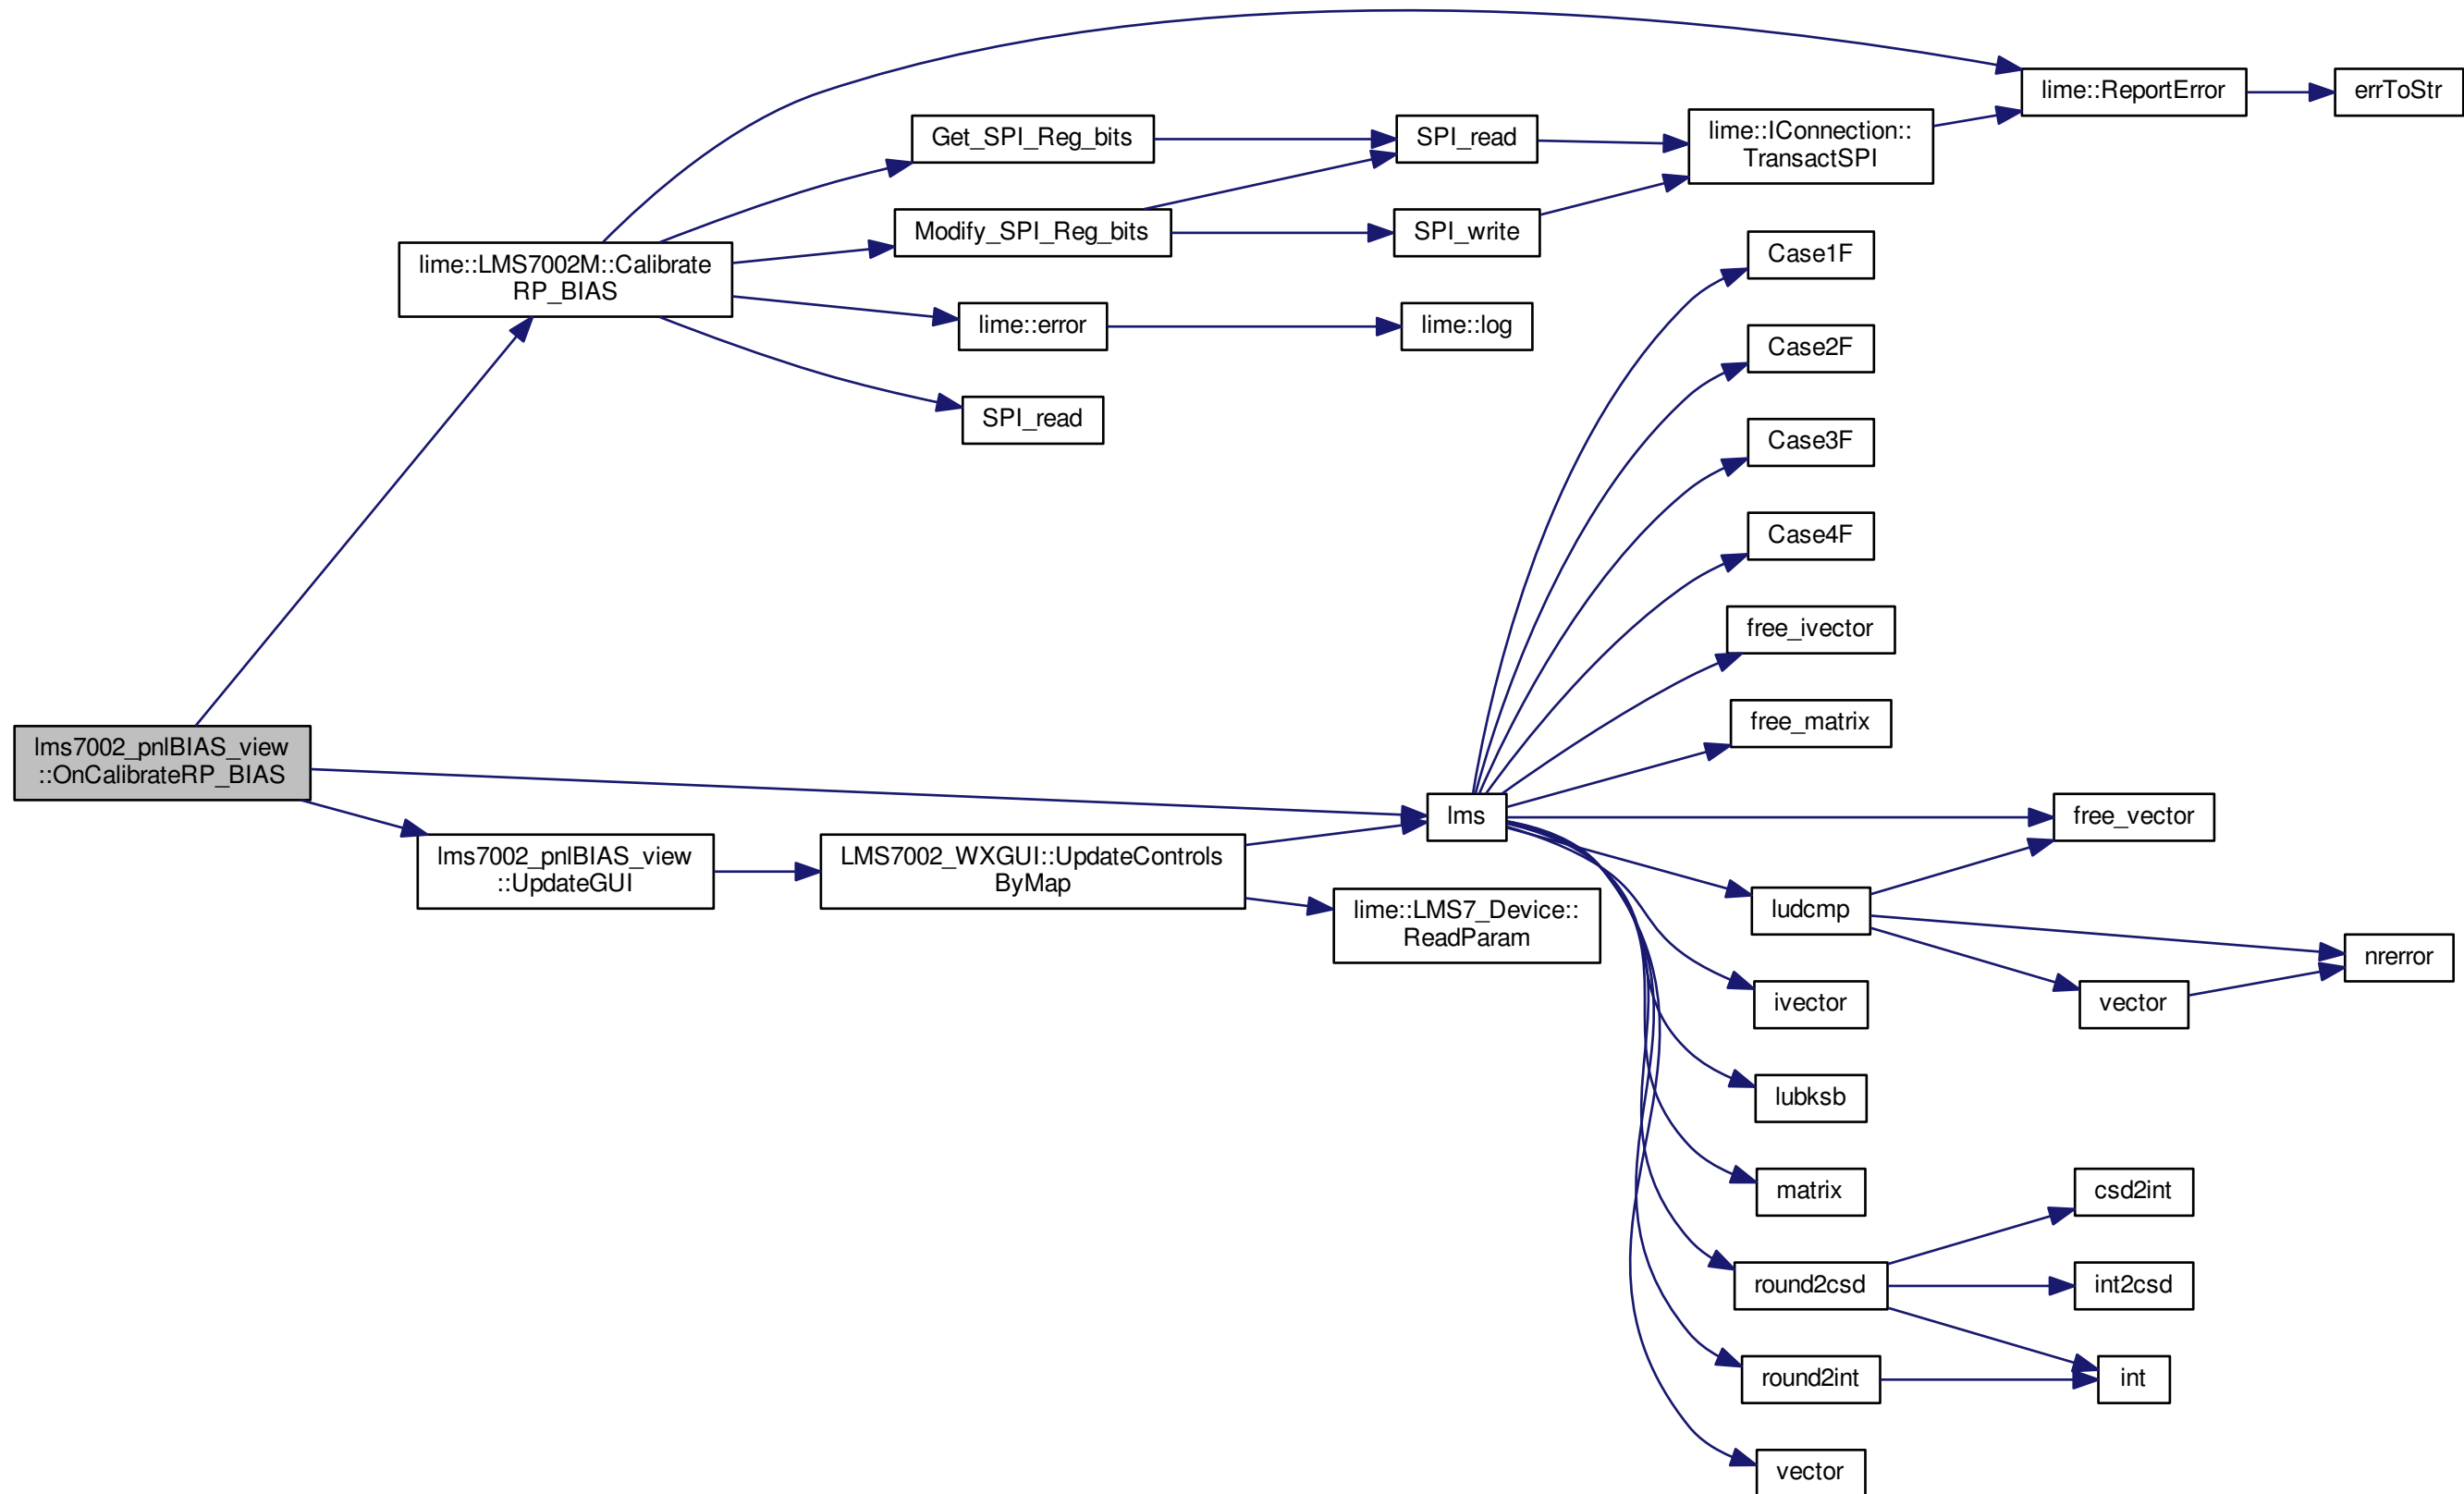 lime::ReportError
errToStr
Get_SPI_Reg_bits
SPI_read
lime::IConnection::
TransactSPI
Modify_SPI_Reg_bits
SPI_write
lime::LMS7002M::Calibrate
RP_BIAS
Case1F
lime::error
lime::log
Case2F
SPI_read
Case3F
Case4F
free_ivector
free_matrix
lms7002_pnlBIAS_view
::OnCalibrateRP_BIAS
lms
free_vector
lms7002_pnlBIAS_view
::UpdateGUI
LMS7002_WXGUI::UpdateControls
ByMap
lime::LMS7_Device::
ReadParam
ludcmp
nrerror
ivector
vector
lubksb
matrix
csd2int
round2csd
int2csd
round2int
int
vector